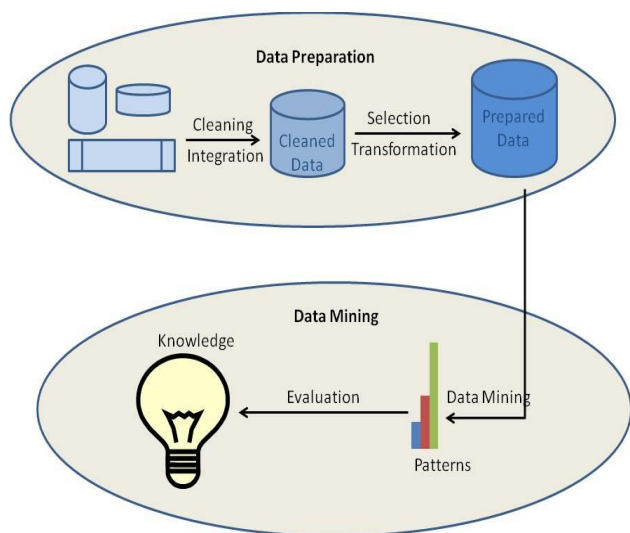 Data Preparation
Cleaning
Integration
Cleaned
Data
Selection
Transformation
Prepared
Data
Data Mining
Knowledge
Evaluation
Data Mining
Patterns